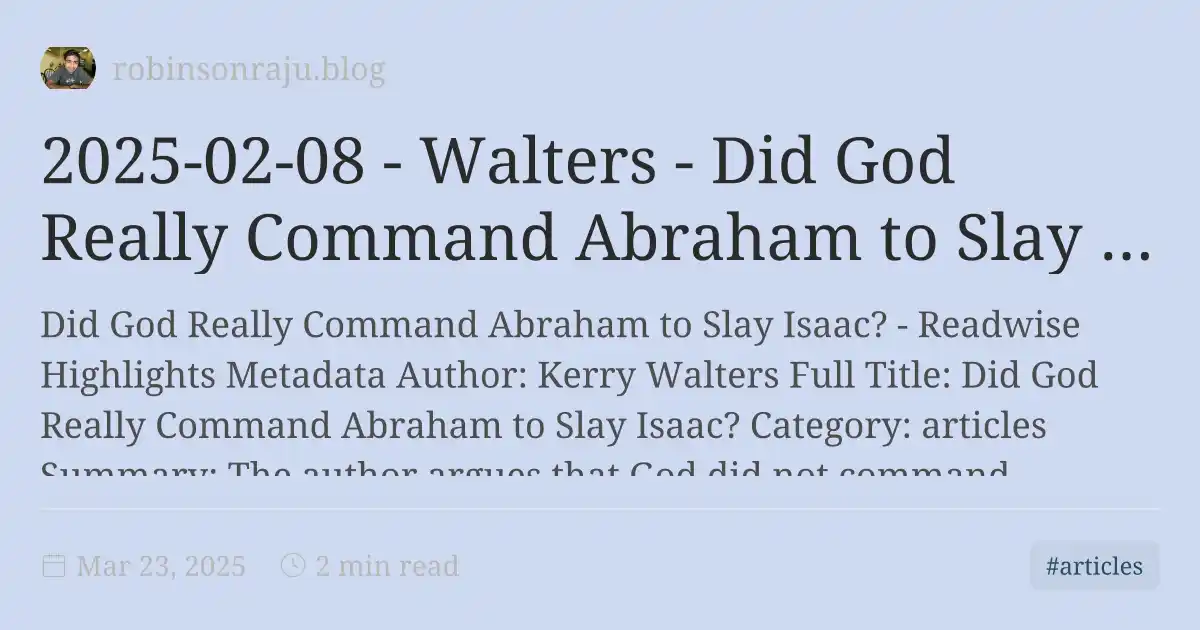 robinsonraju.blog
2025-02-08 - Walters - Did God
Really Command Abraham to Slay ...
Did God Really Command Abraham to Slay Isaac? - Readwise
Highlights Metadata Author: Kerry Walters Full Title: Did God
Really Command Abraham to Slay Isaac? Category: articles
Summary: The author argues that God did not command
Mar 23, 2025
2 min read
#articles